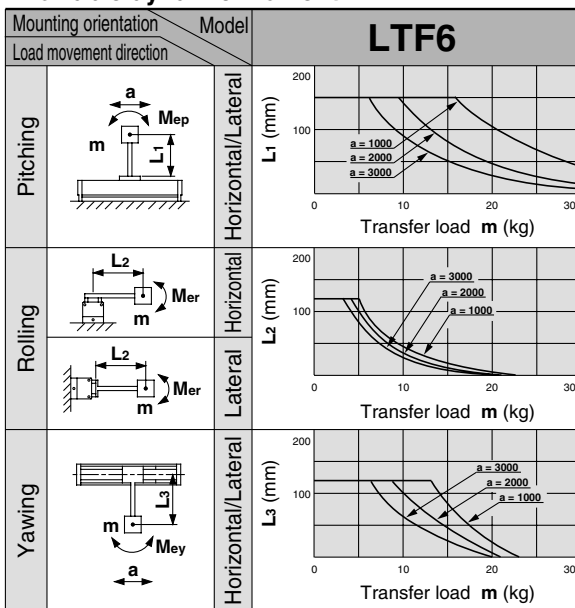 Mounting orientation
Model
Load movement direction
LTF6
Pitching
a
Mep
m
L1
Horizontal/Lateral
L1 (mm)
200
100
a = 1000
a = 2000
a = 3000
0
10
20
30
Transfer load m (kg)
Rolling
L2
Mer
m
Horizontal
L2
Mer
m
Lateral
L2 (mm)
200
100
a = 3000
a = 2000
a = 1000
0
10
20
30
Transfer load m (kg)
Yawing
L3
m
Mey
a
Horizontal/Lateral
L3 (mm)
200
100
a = 3000
a = 2000
a = 1000
0
10
20
30
Transfer load m (kg)